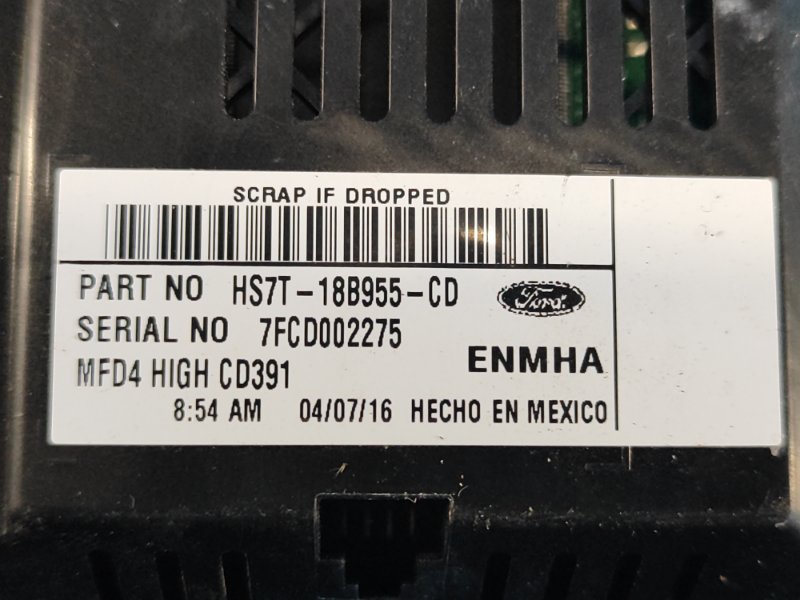 SCRAP IF DROPPED
PART NO HS7T-18B955-CD Ford
SERIAL NO 7FCD002275
ENMHA
MFD4 HIGH CD391
8:54 AM 04/07/16 HECHO EN MEXICO